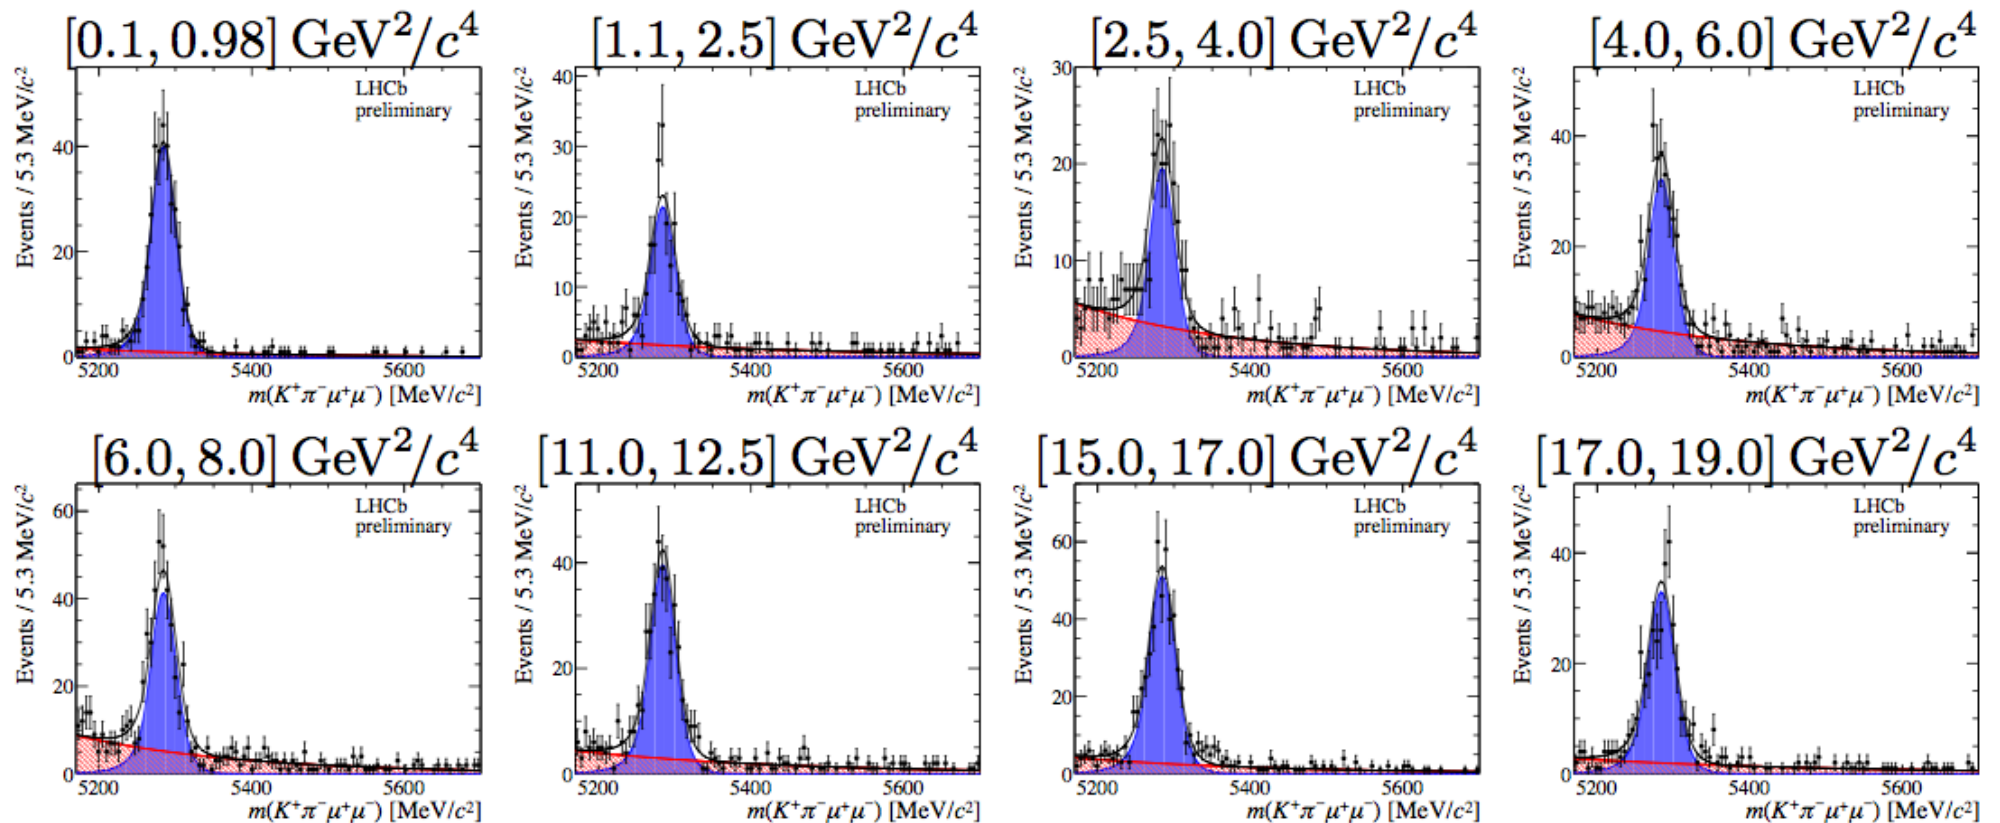 [0.1, 0.98] GeV²/c⁴
LHCb
preliminary
Events / 5.3 MeV/c²
40
20
0
5200 5400 5600
m(K⁺π⁻μ⁺μ⁻) [MeV/c²]
[1.1, 2.5] GeV²/c⁴
LHCb
preliminary
Events / 5.3 MeV/c²
40
30
20
10
0
5200 5400 5600
m(K⁺π⁻μ⁺μ⁻) [MeV/c²]
[2.5, 4.0] GeV²/c⁴
LHCb
preliminary
Events / 5.3 MeV/c²
30
20
10
0
5200 5400 5600
m(K⁺π⁻μ⁺μ⁻) [MeV/c²]
[4.0, 6.0] GeV²/c⁴
LHCb
preliminary
Events / 5.3 MeV/c²
40
20
0
5200 5400 5600
m(K⁺π⁻μ⁺μ⁻) [MeV/c²]
[6.0, 8.0] GeV²/c⁴
LHCb
preliminary
Events / 5.3 MeV/c²
60
40
20
0
5200 5400 5600
m(K⁺π⁻μ⁺μ⁻) [MeV/c²]
[11.0, 12.5] GeV²/c⁴
LHCb
preliminary
Events / 5.3 MeV/c²
40
20
0
5200 5400 5600
m(K⁺π⁻μ⁺μ⁻) [MeV/c²]
[15.0, 17.0] GeV²/c⁴
LHCb
preliminary
Events / 5.3 MeV/c²
60
40
20
0
5200 5400 5600
m(K⁺π⁻μ⁺μ⁻) [MeV/c²]
[17.0, 19.0] GeV²/c⁴
LHCb
preliminary
Events / 5.3 MeV/c²
40
20
0
5200 5400 5600
m(K⁺π⁻μ⁺μ⁻) [MeV/c²]